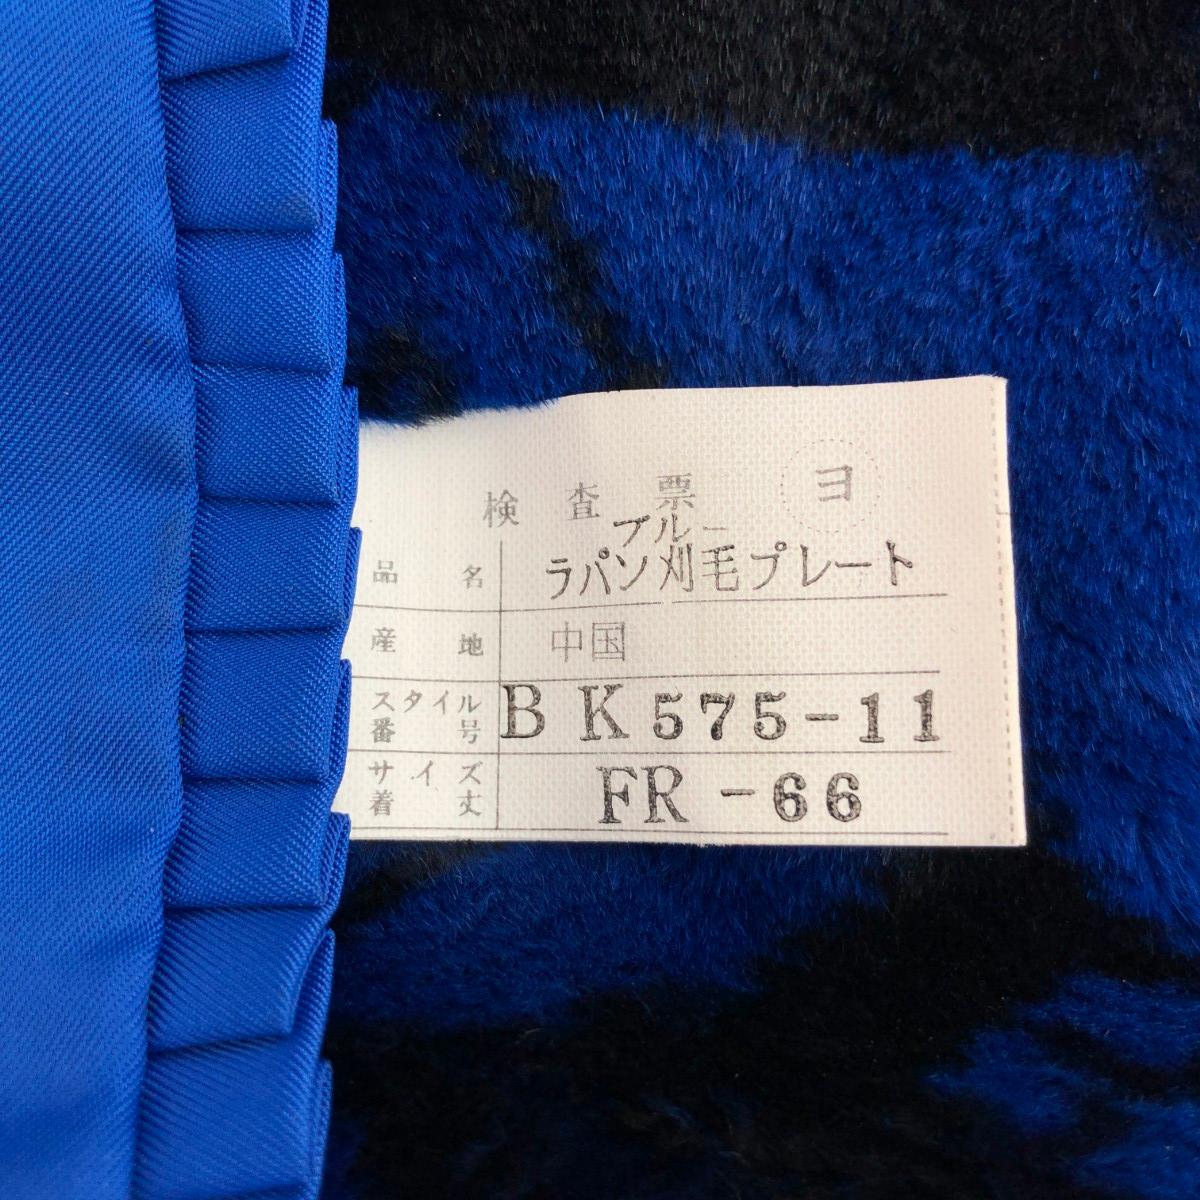 検査票 ヨ
ブルー
品名 ラパン刈毛プレート
産地 中国
スタイル番号 BK575-11
サイズ着丈 FR-66